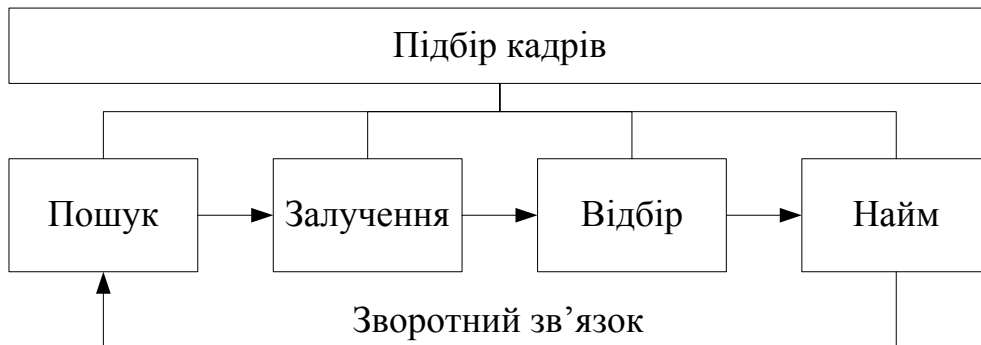 Підбір кадрів
Пошук
Залучення
Відбір
Найм
Зворотний зв’язок